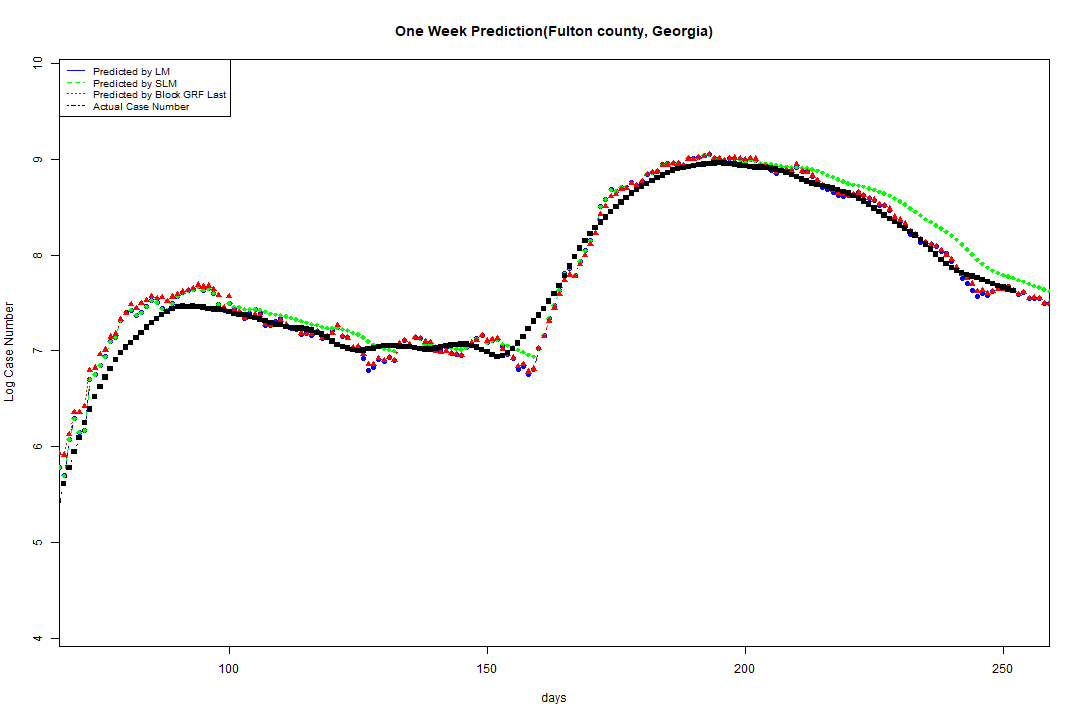 One Week Prediction(Fulton county, Georgia)
Predicted by LM
Predicted by SLM
Predicted by Block GRF Last
Actual Case Number
10
9
8
7
6
5
4
Log Case Number
100 150 200 250
days